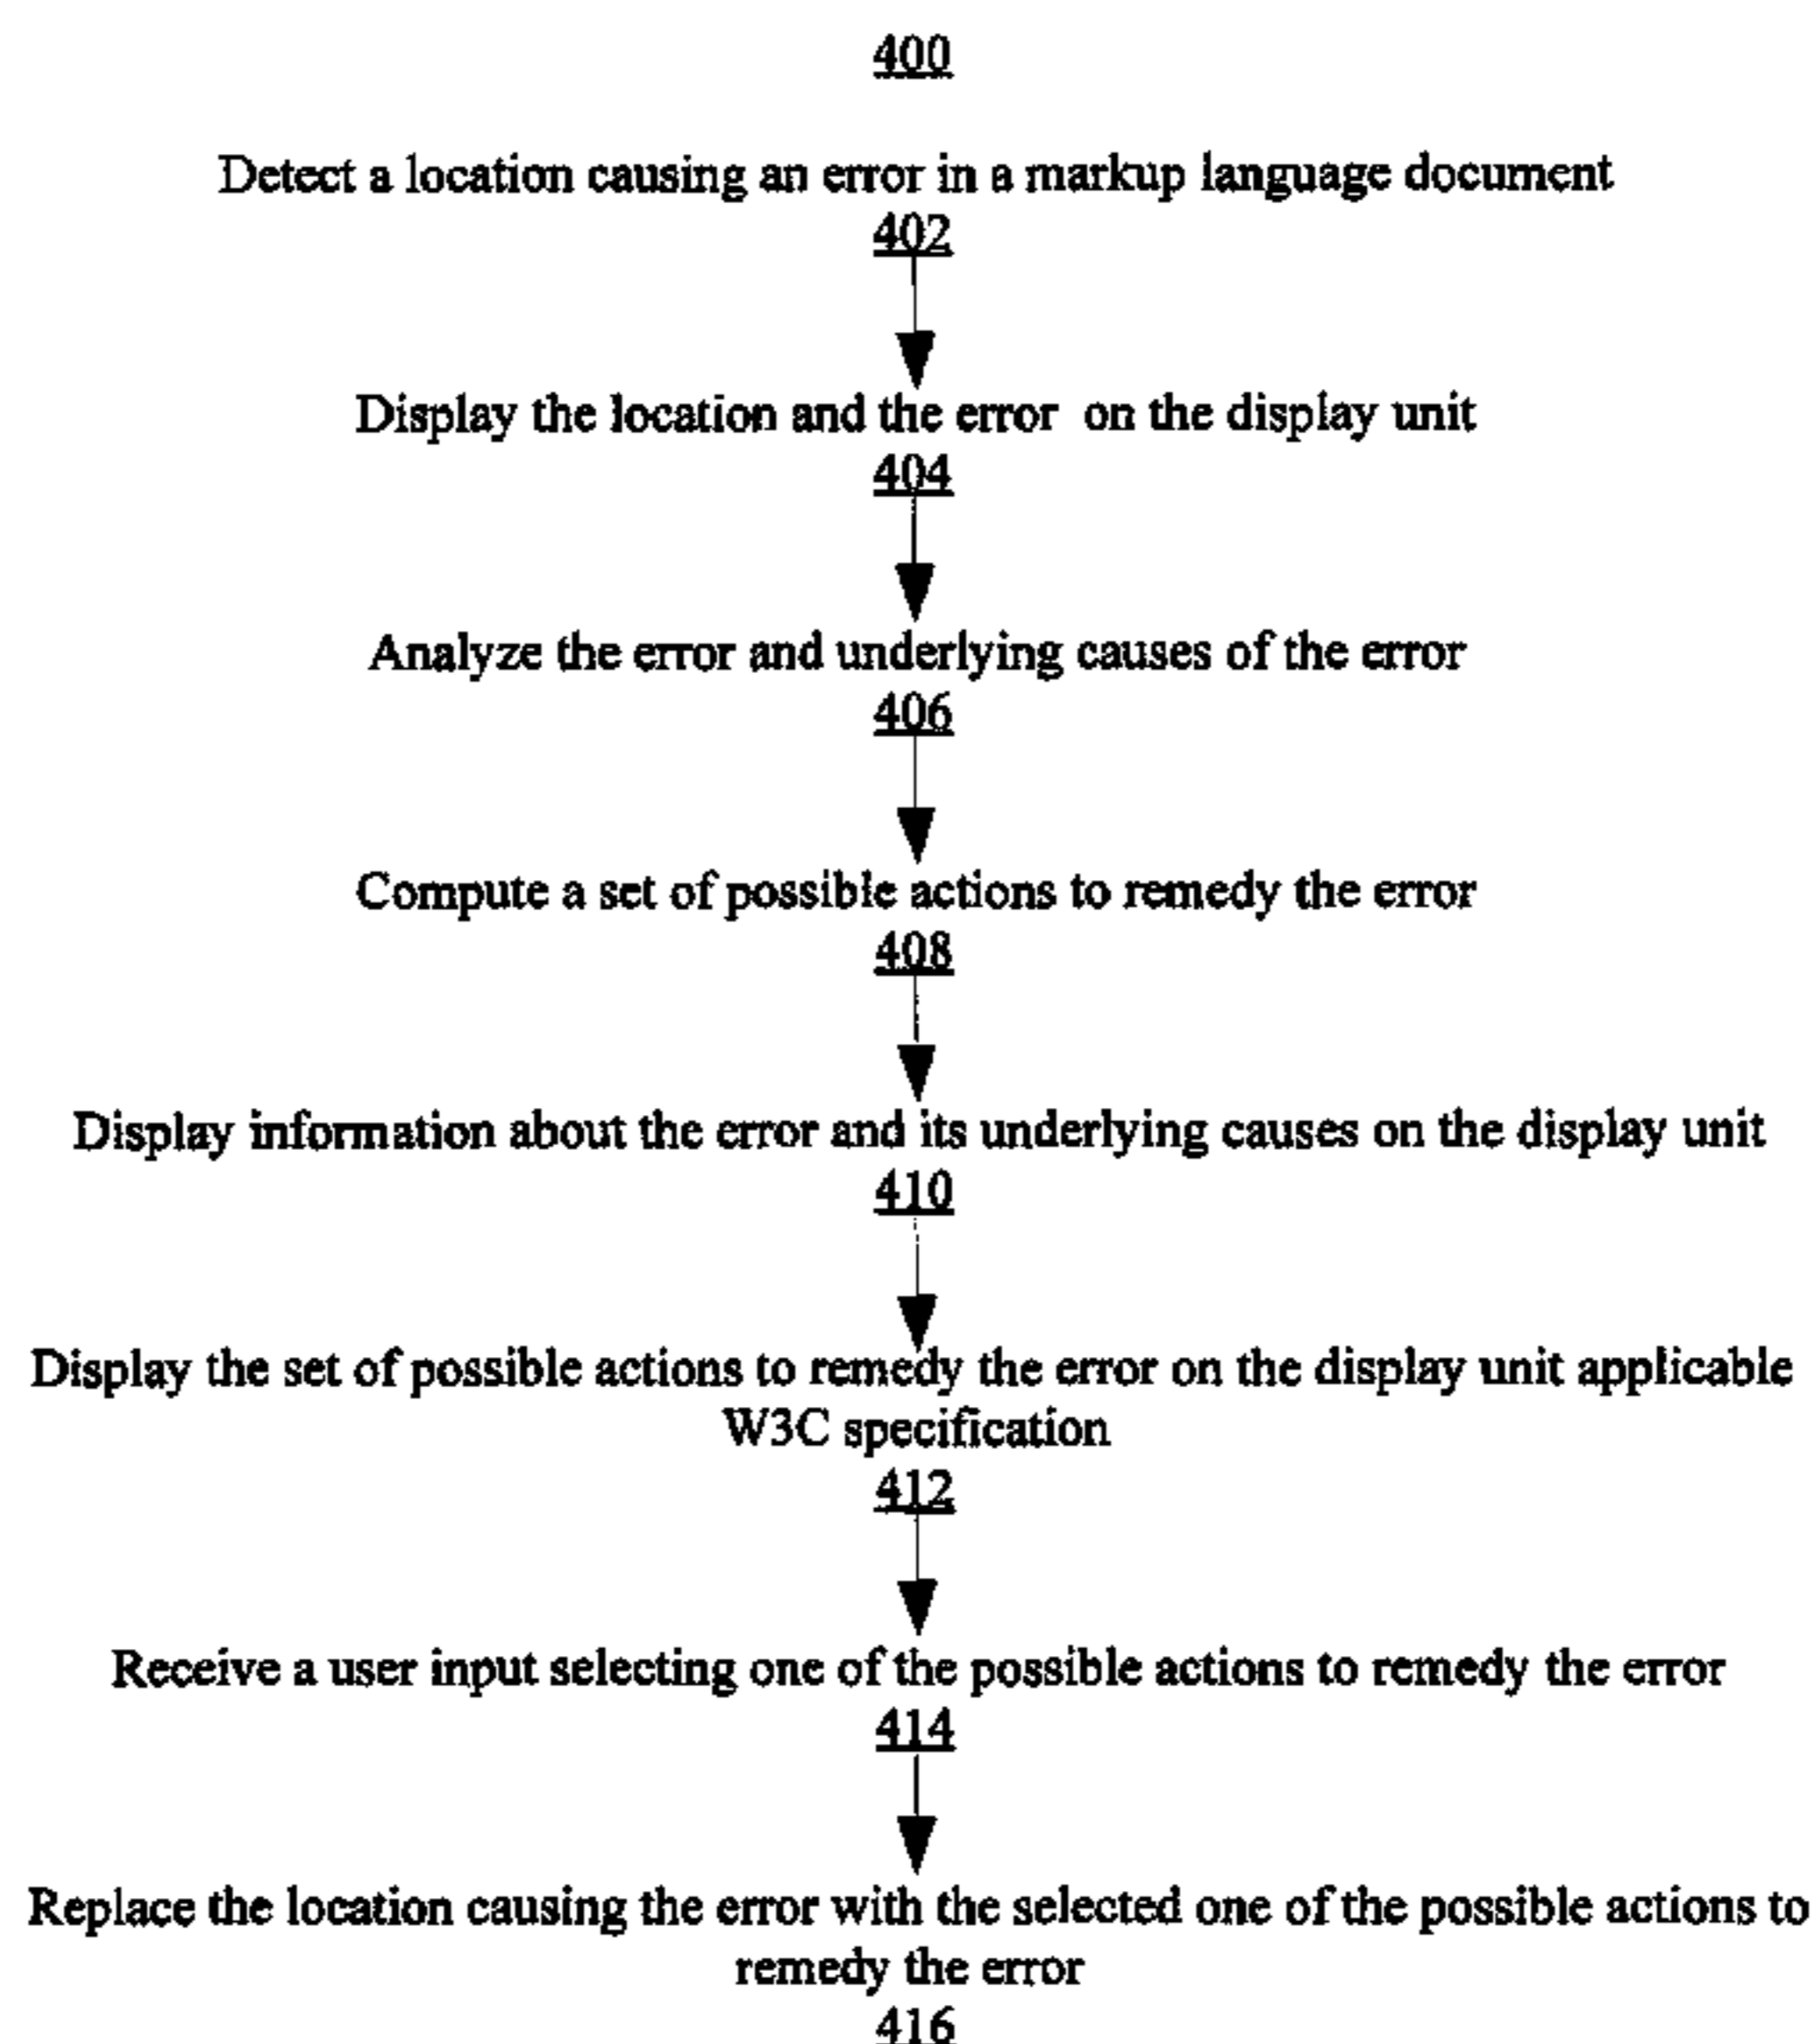 400
Detect a location causing an error in a markup language document
402
Display the location and the error on the display unit
404
Analyze the error and underlying causes of the error
406
Compute a set of possible actions to remedy the error
408
Display information about the error and its underlying causes on the display unit
410
Display the set of possible actions to remedy the error on the display unit applicable
W3C specification
412
Receive a user input selecting one of the possible actions to remedy the error
414
Replace the location causing the error with the selected one of the possible actions to
remedy the error
416